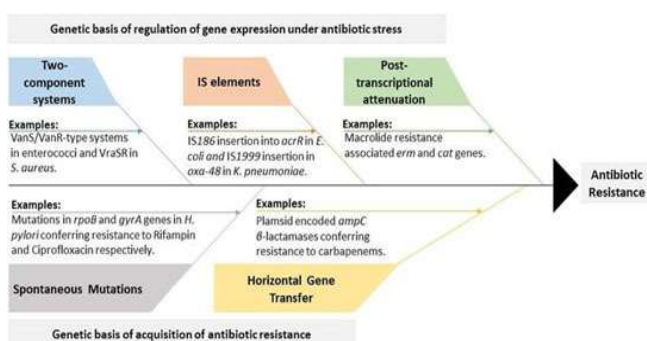 Genetic basis of regulation of gene expression under antibiotic stress
Two-
component
systems
IS elements
Post-
transcriptional
attenuation
Examples:
VanS/VanR-type systems
in enterococci and VraSR in
S. aureus.
Examples:
IS186 insertion into acrR in E.
coli and IS1999 insertion in
oxa-48 in K. pneumoniae.
Examples:
Macrolide resistance
associated erm and cat genes.
Antibiotic
Resistance
Examples:
Mutations in rpoB and gyrA genes in H.
pylori conferring resistance to Rifampin
and Ciprofloxacin respectively.
Examples:
Plamsid encoded ampC
β-lactamases conferring
resistance to carbapenems.
Spontaneous Mutations
Horizontal Gene
Transfer
Genetic basis of acquisition of antibiotic resistance